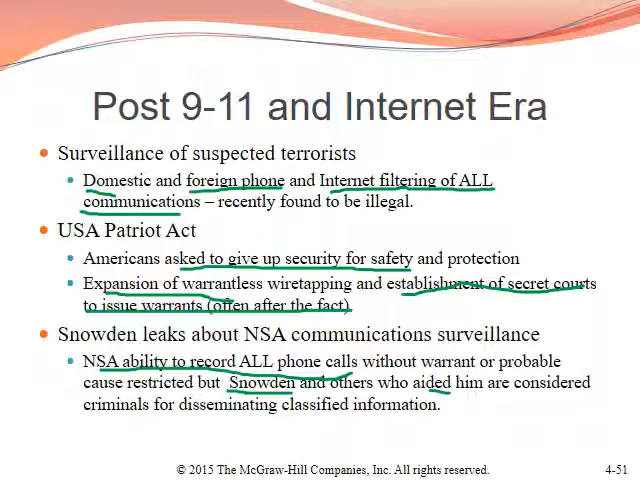 Post 9-11 and Internet Era
• Surveillance of suspected terrorists
• Domestic and foreign phone and Internet filtering of ALL
communications – recently found to be illegal.
• USA Patriot Act
• Americans asked to give up security for safety and protection
• Expansion of warrantless wiretapping and establishment of secret courts
to issue warrants (often after the fact)
• Snowden leaks about NSA communications surveillance
• NSA ability to record ALL phone calls without warrant or probable
cause restricted but Snowden and others who aided him are considered
criminals for disseminating classified information.
© 2015 The McGraw-Hill Companies, Inc. All rights reserved.
4-51